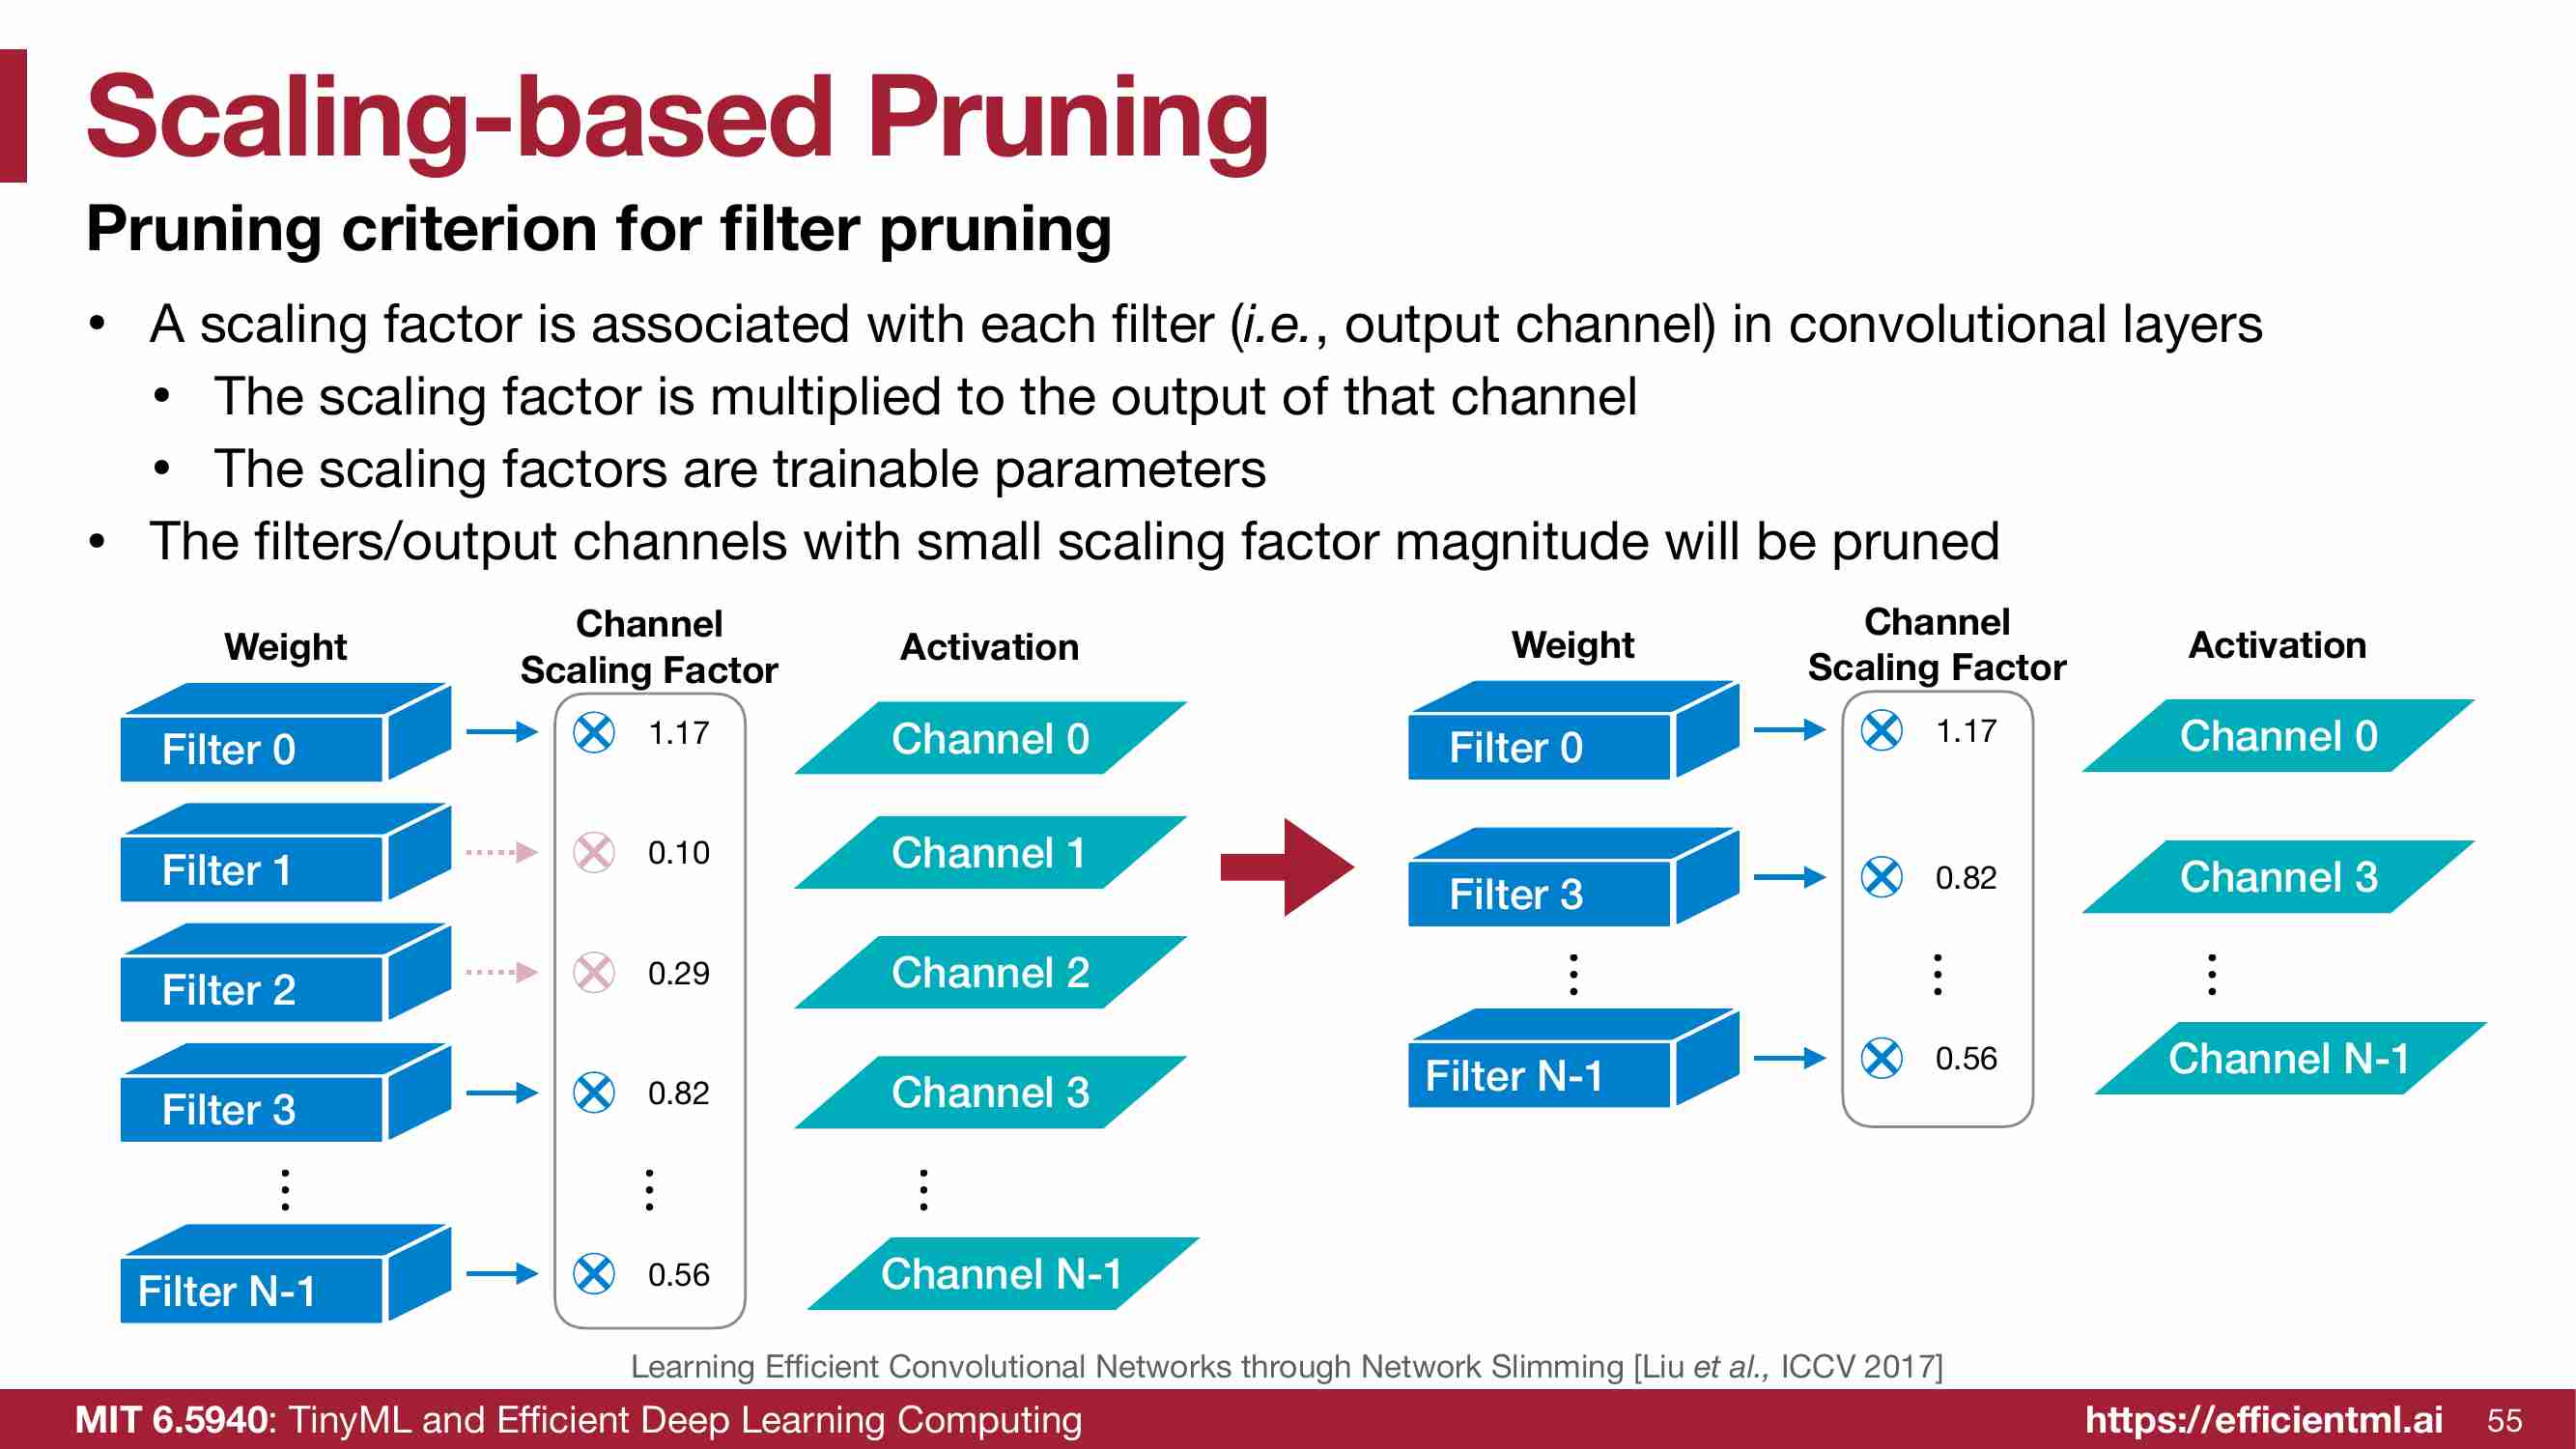 Scaling-based Pruning
Pruning criterion for filter pruning
• A scaling factor is associated with each filter (i.e., output channel) in convolutional layers
• The scaling factor is multiplied to the output of that channel
• The scaling factors are trainable parameters
• The filters/output channels with small scaling factor magnitude will be pruned
Weight
Channel
Scaling Factor
Activation
Filter 0
1.17
Channel 0
Filter 1
0.10
Channel 1
Filter 2
0.29
Channel 2
Filter 3
0.82
Channel 3
Filter N-1
0.56
Channel N-1
Weight
Channel
Scaling Factor
Activation
Filter 0
1.17
Channel 0
Filter 3
0.82
Channel 3
Filter N-1
0.56
Channel N-1
Learning Efficient Convolutional Networks through Network Slimming [Liu et al., ICCV 2017]
MIT 6.5940: TinyML and Efficient Deep Learning Computing
https://efficientml.ai
55